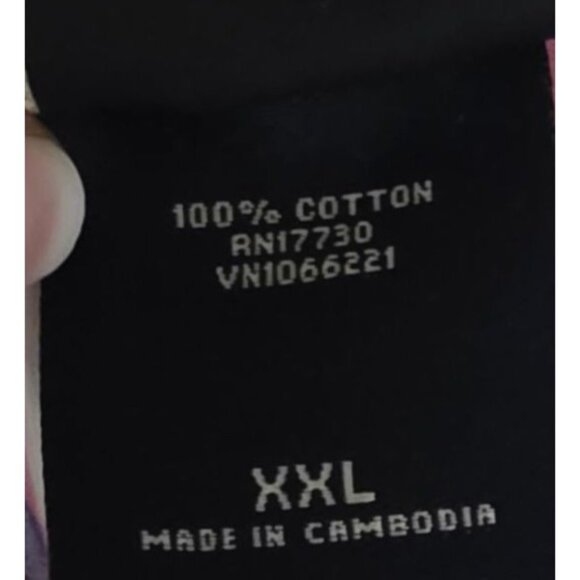 100% COTTON
RN17730
VN1066221
XXL
MADE IN CAMBODIA